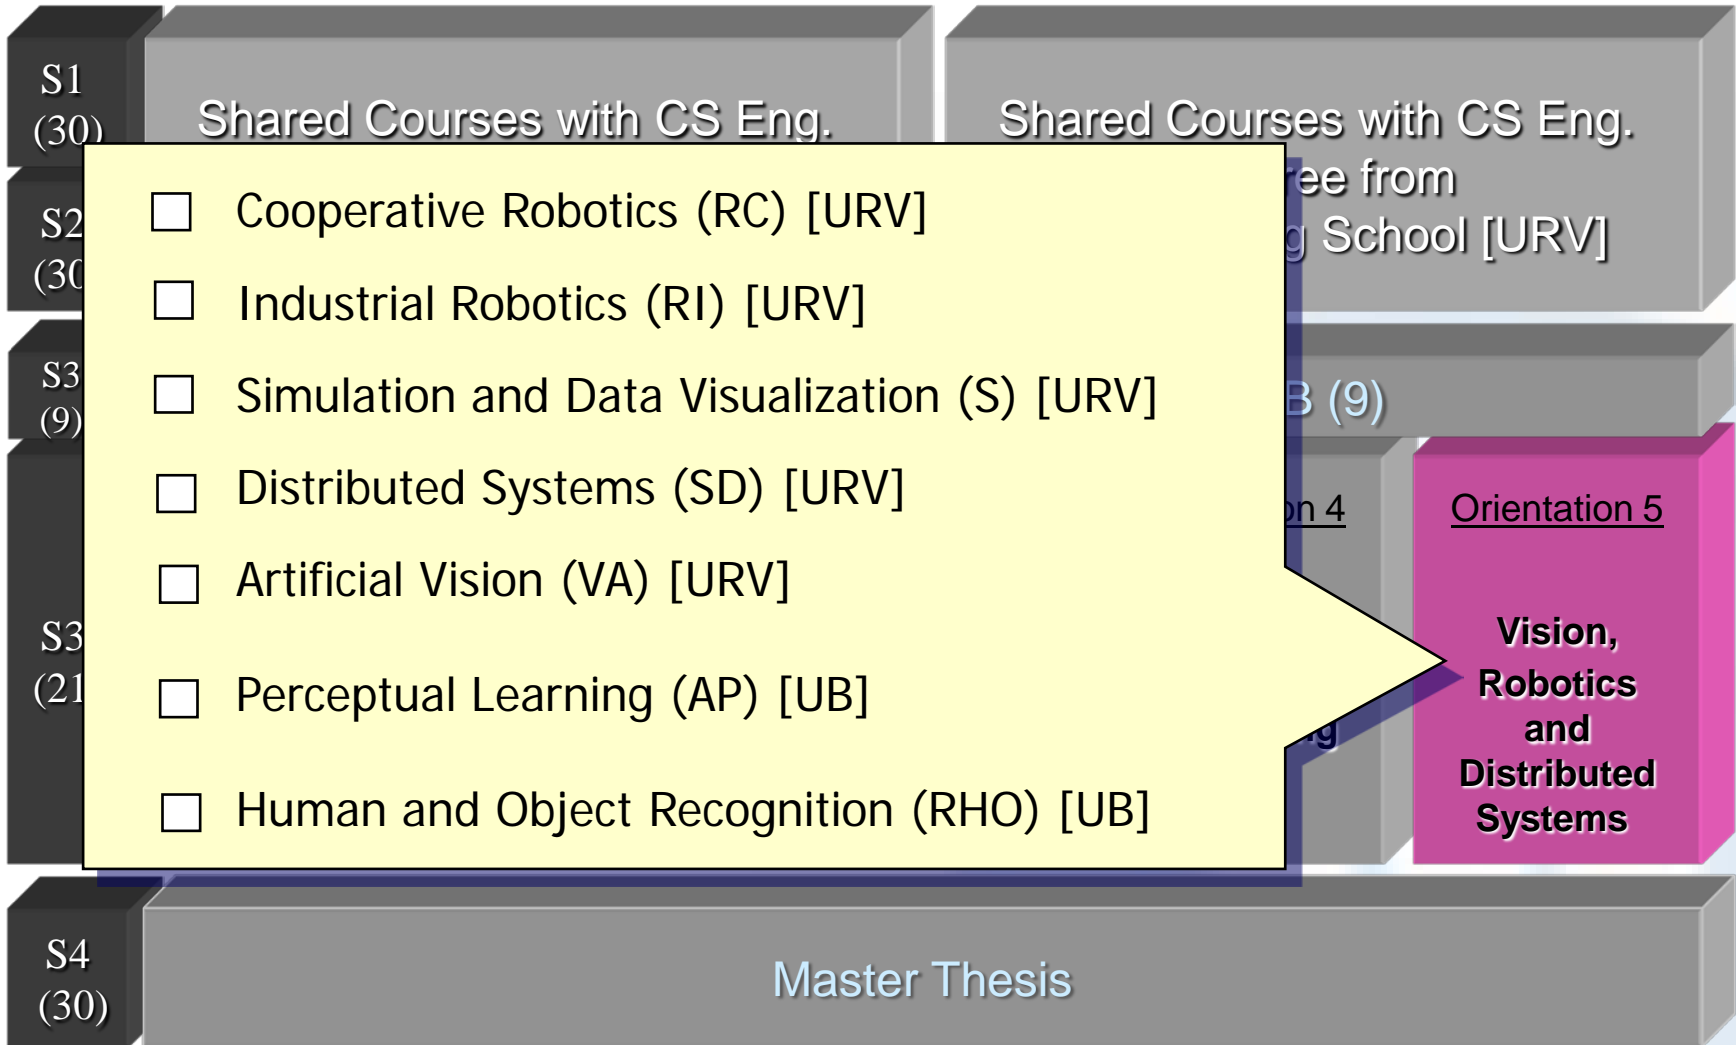 S1
(30)
Shared Courses with CS Eng.
Shared Courses with CS Eng.
from
School [URV]
S2
S3
(9)
(9)
Cooperative Robotics (RC) [URV]
Industrial Robotics (RI) [URV]
Simulation and Data Visualization (S) [URV]
Distributed Systems (SD) [URV]
Artificial Vision (VA) [URV]
Perceptual Learning (AP) [UB]
Human and Object Recognition (RHO) [UB]
S3
4
Orientation 5
Vision,
Robotics
and
Distributed
Systems
S4
(30)
Master Thesis